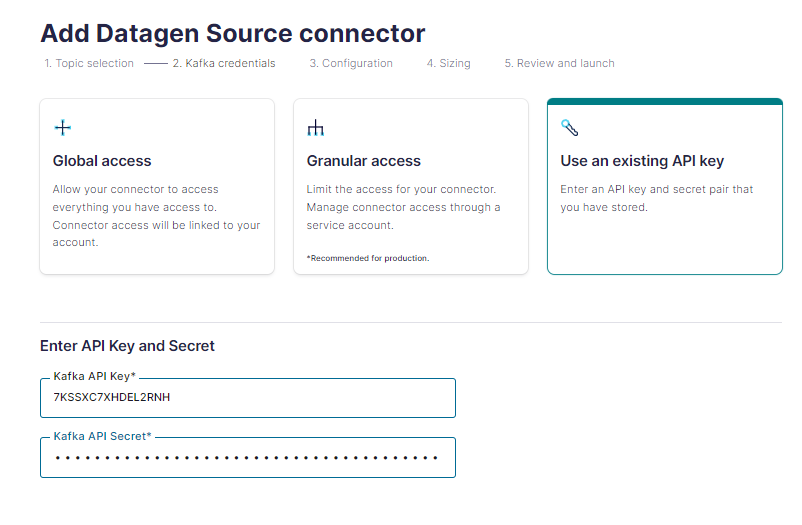 Add Datagen Source connector
1. Topic selection 2. Kafka credentials 3. Configuration 4. Sizing 5. Review and launch
Global access
Allow your connector to access
everything you have access to.
Connector access will be linked to your
account.
Granular access
Limit the access for your connector.
Manage connector access through a
service account.
*Recommended for production.
Use an existing API key
Enter an API key and secret pair that
you have stored.
Enter API Key and Secret
Kafka API Key*
7KSSXC7XHDEL2RNH
Kafka API Secret*
••••••••••••••••••••••••••••••••••••••••